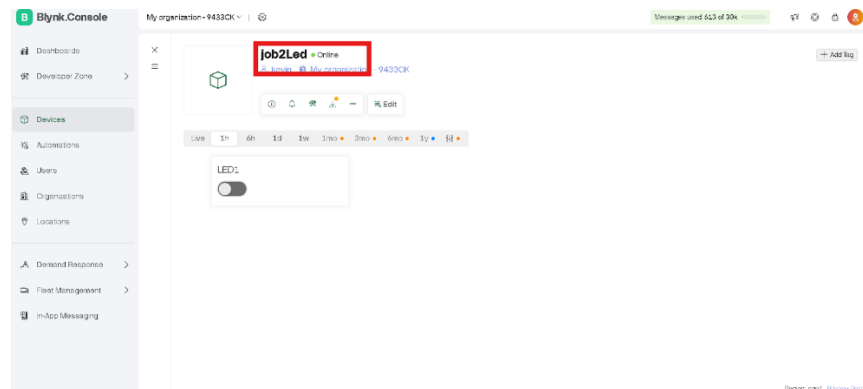 B Blynk.Console
My organization - 9433CK
Messages used 613 of 30k
Dashboards
Developer Zone
Devices
Automations
Users
Organizations
Locations
Demand Response
Fleet Management
In-App Messaging
job2Led • Online
kevin My organization - 9433CK
+ Add Tag
Edit
Live 1h 6h 1d 1w 1mo 3mo 6mo 1y
LED1